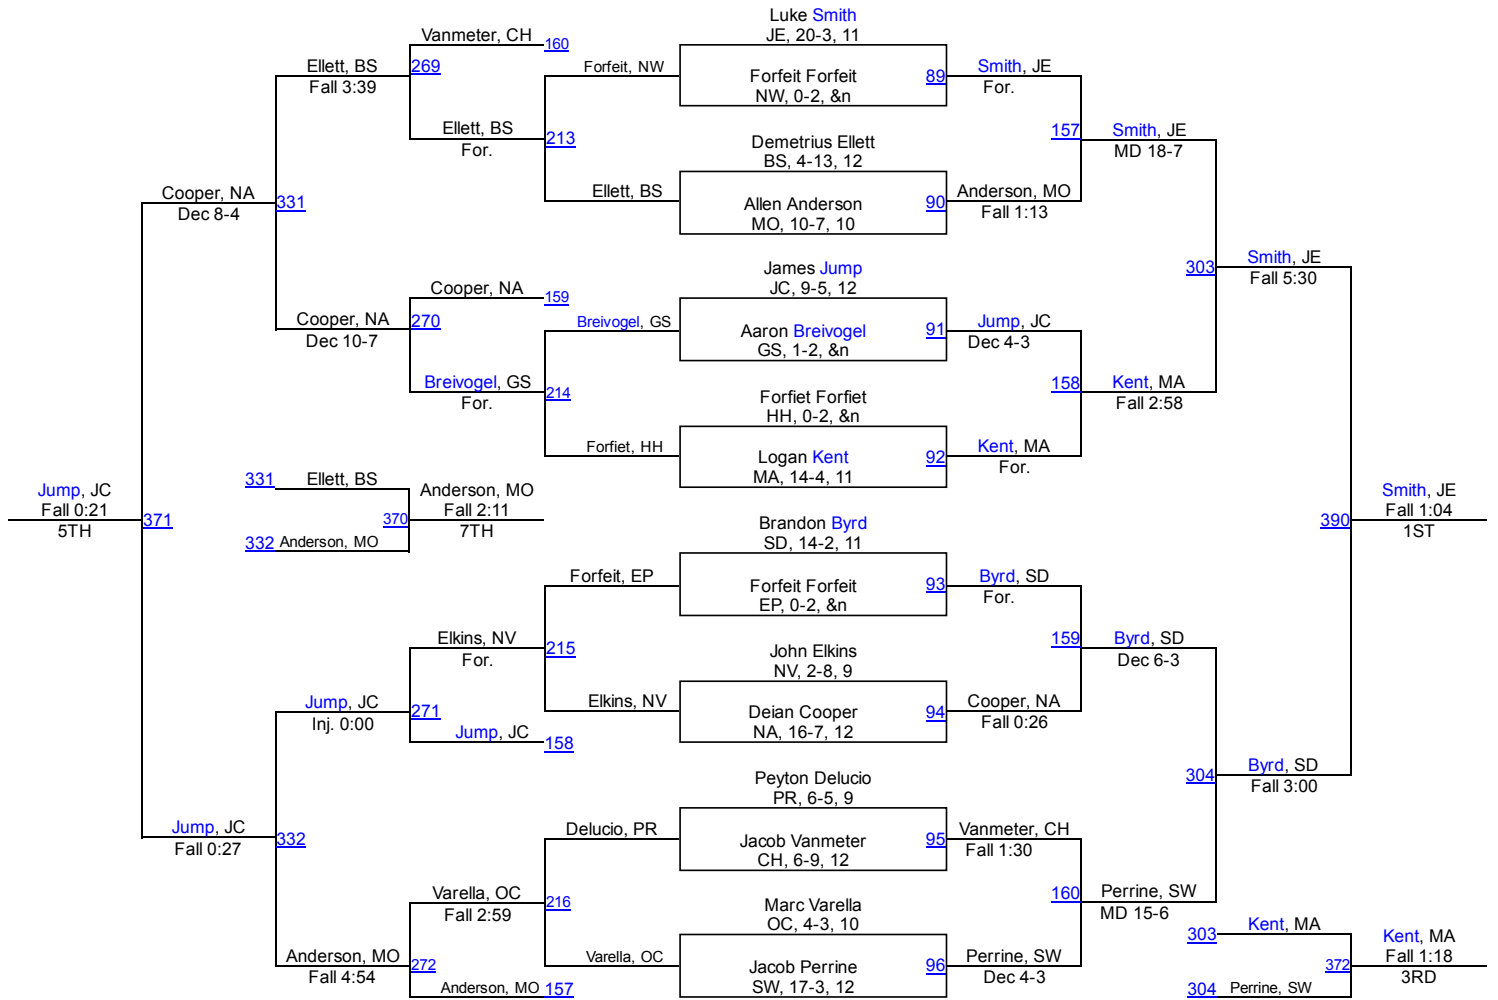 Luke Smith
JE, 20-3, 11
Vanmeter, CH
160
Ellett, BS
Fall 3:39
269
Forfeit, NW
Forfeit Forfeit
NW, 0-2, &n
89
Smith, JE
For.
Ellett, BS
For.
213
157
Smith, JE
MD 18-7
Demetrius Ellett
BS, 4-13, 12
Cooper, NA
Dec 8-4
331
Ellett, BS
Allen Anderson
MO, 10-7, 10
90
Anderson, MO
Fall 1:13
303
Smith, JE
Fall 5:30
James Jump
JC, 9-5, 12
Cooper, NA
159
Cooper, NA
Dec 10-7
270
Breivogel, GS
Aaron Breivogel
GS, 1-2, &n
91
Jump, JC
Dec 4-3
Breivogel, GS
For.
214
158
Kent, MA
Fall 2:58
Forfiet Forfiet
HH, 0-2, &n
Forfiet, HH
Logan Kent
MA, 14-4, 11
92
Kent, MA
For.
331
Ellett, BS
Jump, JC
Fall 0:21
5TH
371
370
Anderson, MO
Fall 2:11
7TH
332
Anderson, MO
390
Smith, JE
Fall 1:04
1ST
Brandon Byrd
SD, 14-2, 11
Forfeit, EP
Forfeit Forfeit
EP, 0-2, &n
93
Byrd, SD
For.
Elkins, NV
For.
215
159
Byrd, SD
Dec 6-3
John Elkins
NV, 2-8, 9
Jump, JC
Inj. 0:00
271
Elkins, NV
Deian Cooper
NA, 16-7, 12
94
Cooper, NA
Fall 0:26
Jump, JC
158
304
Byrd, SD
Fall 3:00
Peyton Delucio
PR, 6-5, 9
Jump, JC
Fall 0:27
332
Delucio, PR
Jacob Vanmeter
CH, 6-9, 12
95
Vanmeter, CH
Fall 1:30
Varella, OC
Fall 2:59
216
160
Perrine, SW
MD 15-6
Marc Varella
OC, 4-3, 10
Anderson, MO
Fall 4:54
272
Varella, OC
Jacob Perrine
SW, 17-3, 12
96
Perrine, SW
Dec 4-3
Anderson, MO
157
303
Kent, MA
372
Kent, MA
Fall 1:18
3RD
304
Perrine, SW